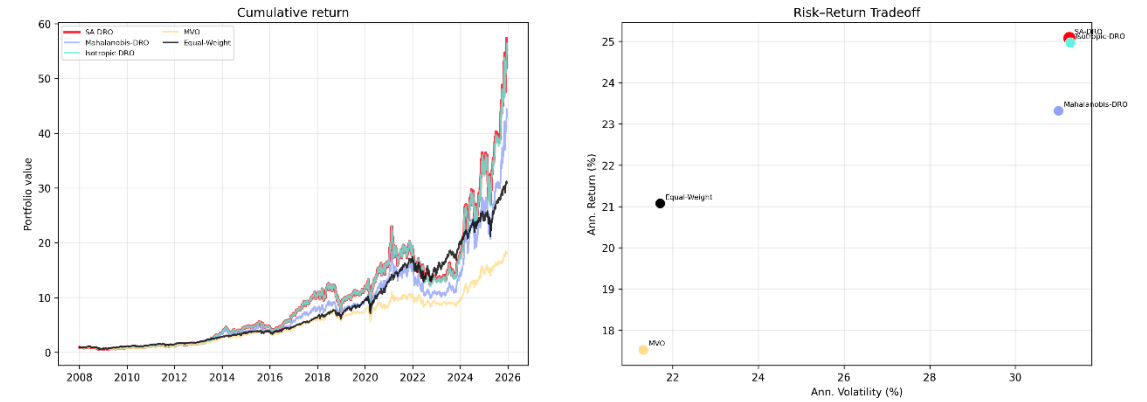 Cumulative return
Portfolio value
60
50
40
30
20
10
0
2008 2010 2012 2014 2016 2018 2020 2022 2024 2026
SA-DRO
Mahalanobis-DRO
Isotropic DRO
MVO
Equal-Weight
Risk–Return Tradeoff
Ann. Return (%)
25
24
23
22
21
20
19
18
SA-DRO
Isotropic-DRO
Mahalanobis-DRO
Equal-Weight
MVO
22 24 26 28 30
Ann. Volatility (%)